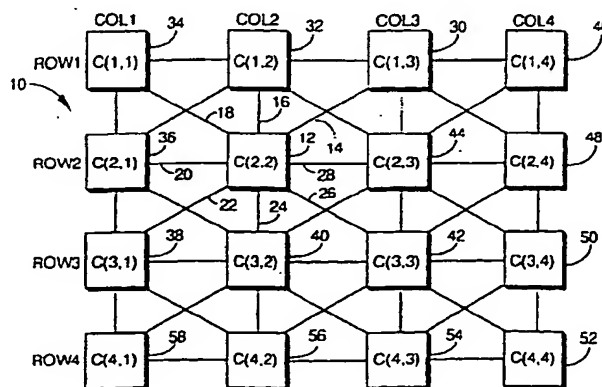 COL1 COL2 COL3 COL4
34 32 30
ROW1 C(1,1) C(1,2) C(1,3) C(1,4)
10 18 16 14
36 12 44 48
ROW2 C(2,1) C(2,2) C(2,3) C(2,4)
20 28
22 24 26
38 40 42 50
ROW3 C(3,1) C(3,2) C(3,3) C(3,4)
58 56 54 52
ROW4 C(4,1) C(4,2) C(4,3) C(4,4)